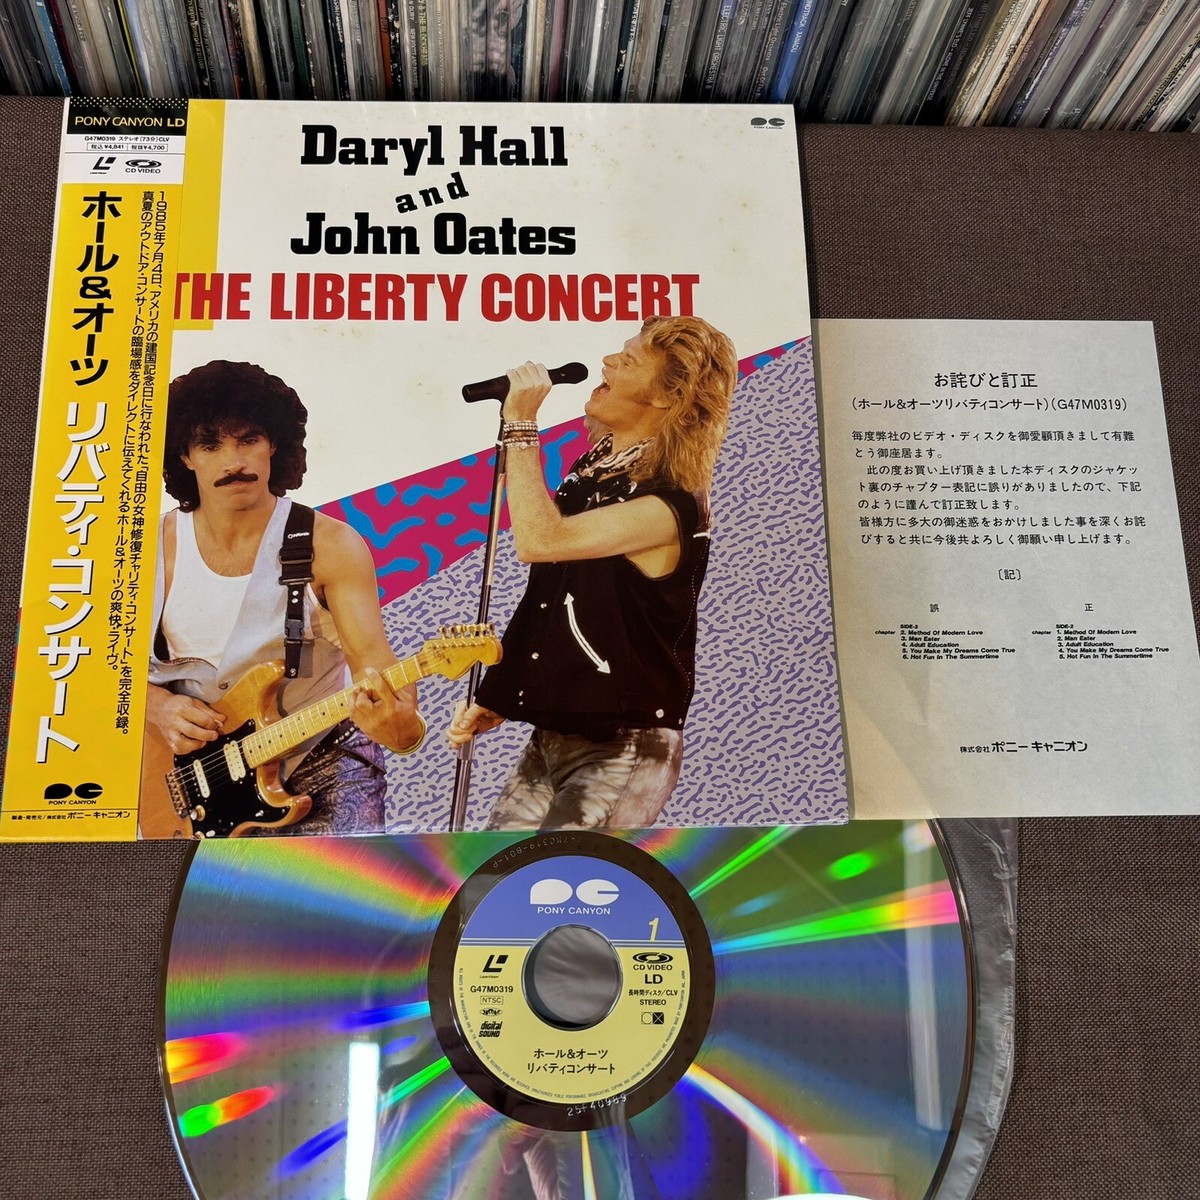 PONY CANYON LD
G47M0319 ステレオ(73分)CLV
税込¥4,841 税抜¥4,700
LaserVision
CD VIDEO
ホール&オーツ リバティ・コンサート
1985年7月4日、アメリカの建国記念日に行なわれた、"自由の女神修復チャリティ・コンサート"を完全収録。
真夏のアウトドア・コンサートの臨場感をダイレクトに伝えてくれる ホール&オーツの爽快・ライヴ。
PONY CANYON
製造・発売元/株式会社 ポニーキャニオン
PONY CANYON
Daryl Hall
and
John Oates
THE LIBERTY CONCERT
お詫びと訂正
(ホール&オーツリバティコンサート)(G47M0319)
毎度弊社のビデオ・ディスクを御愛顧頂きまして有難
とう御座居ます。
此の度お買い上げ頂きました本ディスクのジャケッ
ト裏のチャプター表記に誤りがありましたので、下記
のように謹んで訂正致します。
皆様方に多大の御迷惑をおかけしました事を深くお詫
びすると共に今後共よろしく御願い申し上げます。
〔記〕
誤
SIDE-2
chapter 2. Method Of Modern Love
3. Man Eater
4. Adult Education
5. You Make My Dreams Come True
6. Hot Fun In The Summertime
正
SIDE-2
chapter 1. Method Of Modern Love
2. Man Eater
3. Adult Education
4. You Make My Dreams Come True
5. Hot Fun In The Summertime
株式会社 ポニーキャニオン
PONY CANYON
1
LaserVision
G47M0319
NTSC
digital
SOUND
CD VIDEO
LD
長時間ディスク/CLV
STEREO
ホール&オーツ
リバティコンサート